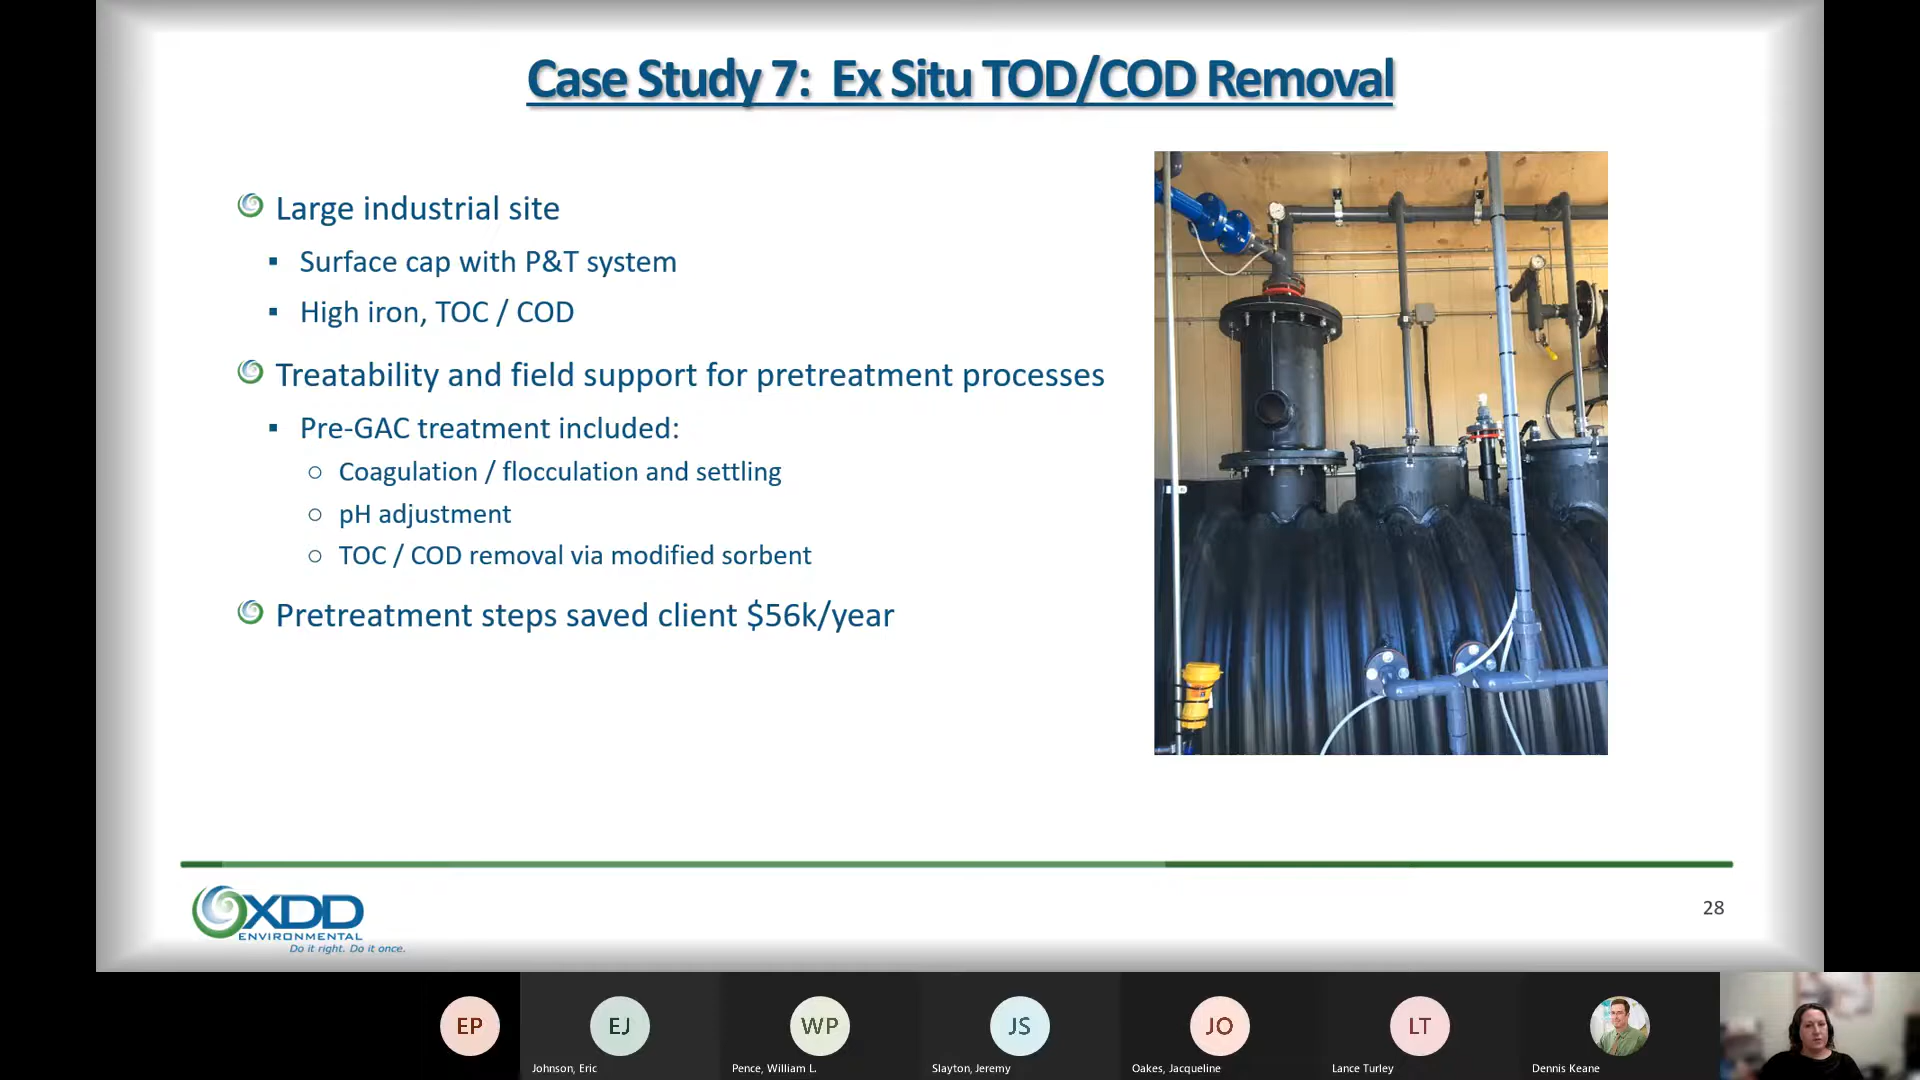 Case Study 7: Ex Situ TOD/COD Removal
Large industrial site
Surface cap with P&T system
High iron, TOC / COD
Treatability and field support for pretreatment processes
Pre-GAC treatment included:
Coagulation / flocculation and settling
pH adjustment
TOC / COD removal via modified sorbent
Pretreatment steps saved client $56k/year
XDD
ENVIRONMENTAL
Do it right. Do it once.
28
EP
EJ
WP
JS
JO
LT
Johnson, Eric
Pence, William L.
Slayton, Jeremy
Oakes, Jacqueline
Lance Turley
Dennis Keane